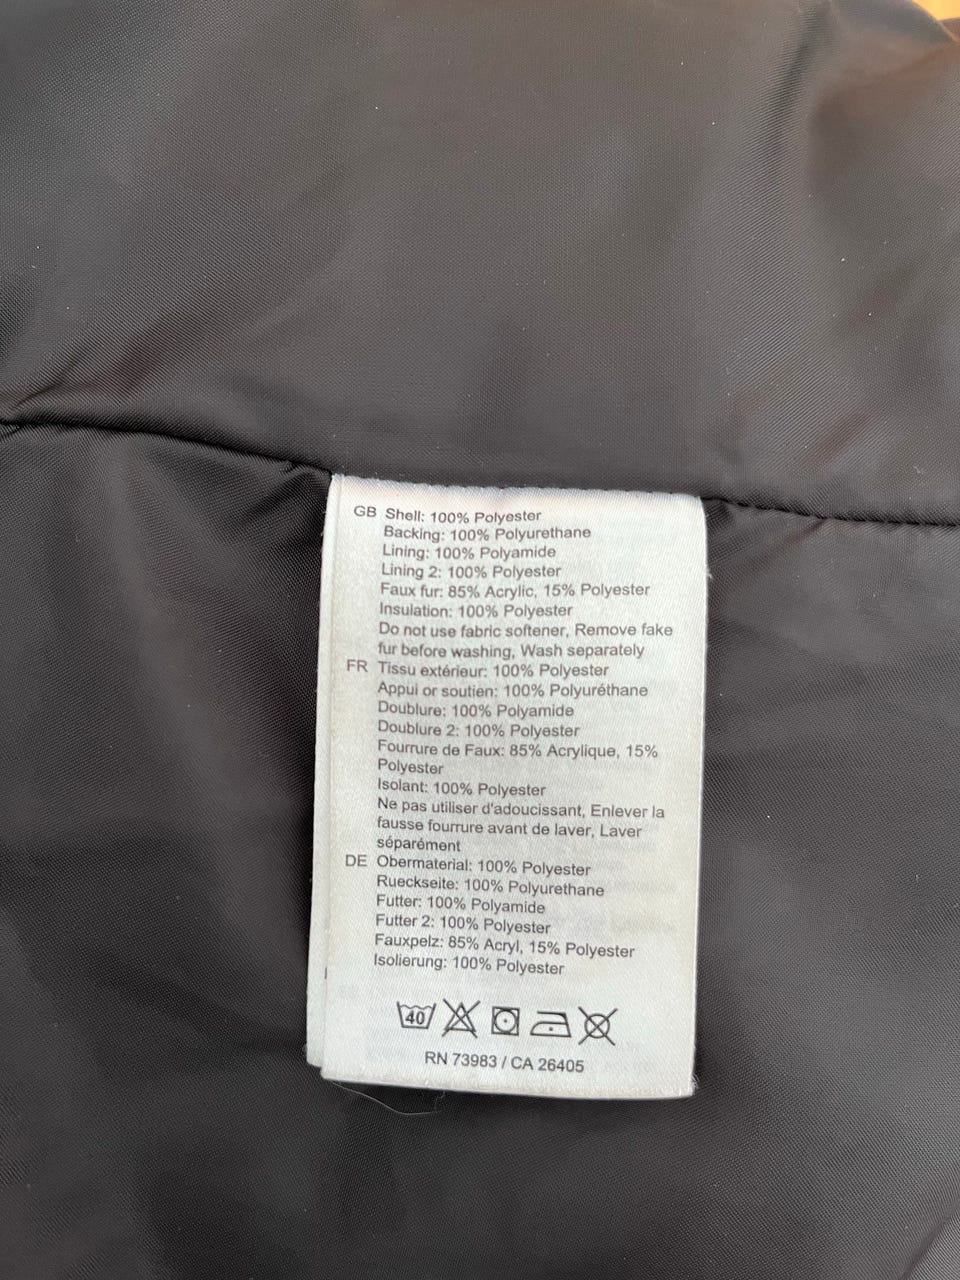 GB Shell: 100% Polyester
Backing: 100% Polyurethane
Lining: 100% Polyamide
Lining 2: 100% Polyester
Faux fur: 85% Acrylic, 15% Polyester
Insulation: 100% Polyester
Do not use fabric softener, Remove fake
fur before washing, Wash separately
FR Tissu extérieur: 100% Polyester
Appui or soutien: 100% Polyuréthane
Doublure: 100% Polyamide
Doublure 2: 100% Polyester
Fourrure de Faux: 85% Acrylique, 15%
Polyester
Isolant: 100% Polyester
Ne pas utiliser d'adoucissant, Enlever la
fausse fourrure avant de laver, Laver
séparément
DE Obermaterial: 100% Polyester
Rueckseite: 100% Polyurethane
Futter: 100% Polyamide
Futter 2: 100% Polyester
Fauxpelz: 85% Acryl, 15% Polyester
Isolierung: 100% Polyester
40
RN 73983 / CA 26405